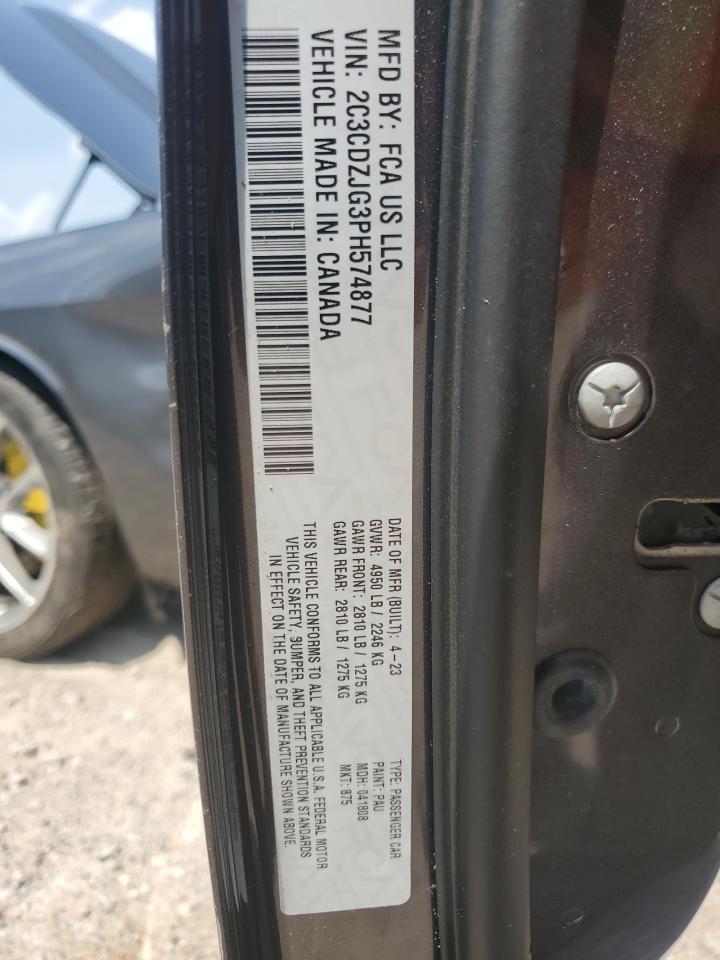 MFD BY: FCA US LLC
VIN: 2C3CDZJG3PH574877
VEHICLE MADE IN: CANADA
DATE OF MFR (BUILT): 4-23
GVWR: 4950 LB / 2246 KG
GAWR FRONT: 2810 LB / 1275 KG
GAWR REAR: 2810 LB / 1275 KG
THIS VEHICLE CONFORMS TO ALL APPLICABLE U.S.A. FEDERAL MOTOR
VEHICLE SAFETY, BUMPER, AND THEFT PREVENTION STANDARDS
IN EFFECT ON THE DATE OF MANUFACTURE SHOWN ABOVE.
TYPE: PASSENGER CAR
PAINT: PAU
MDH: 041808
MKT: 875